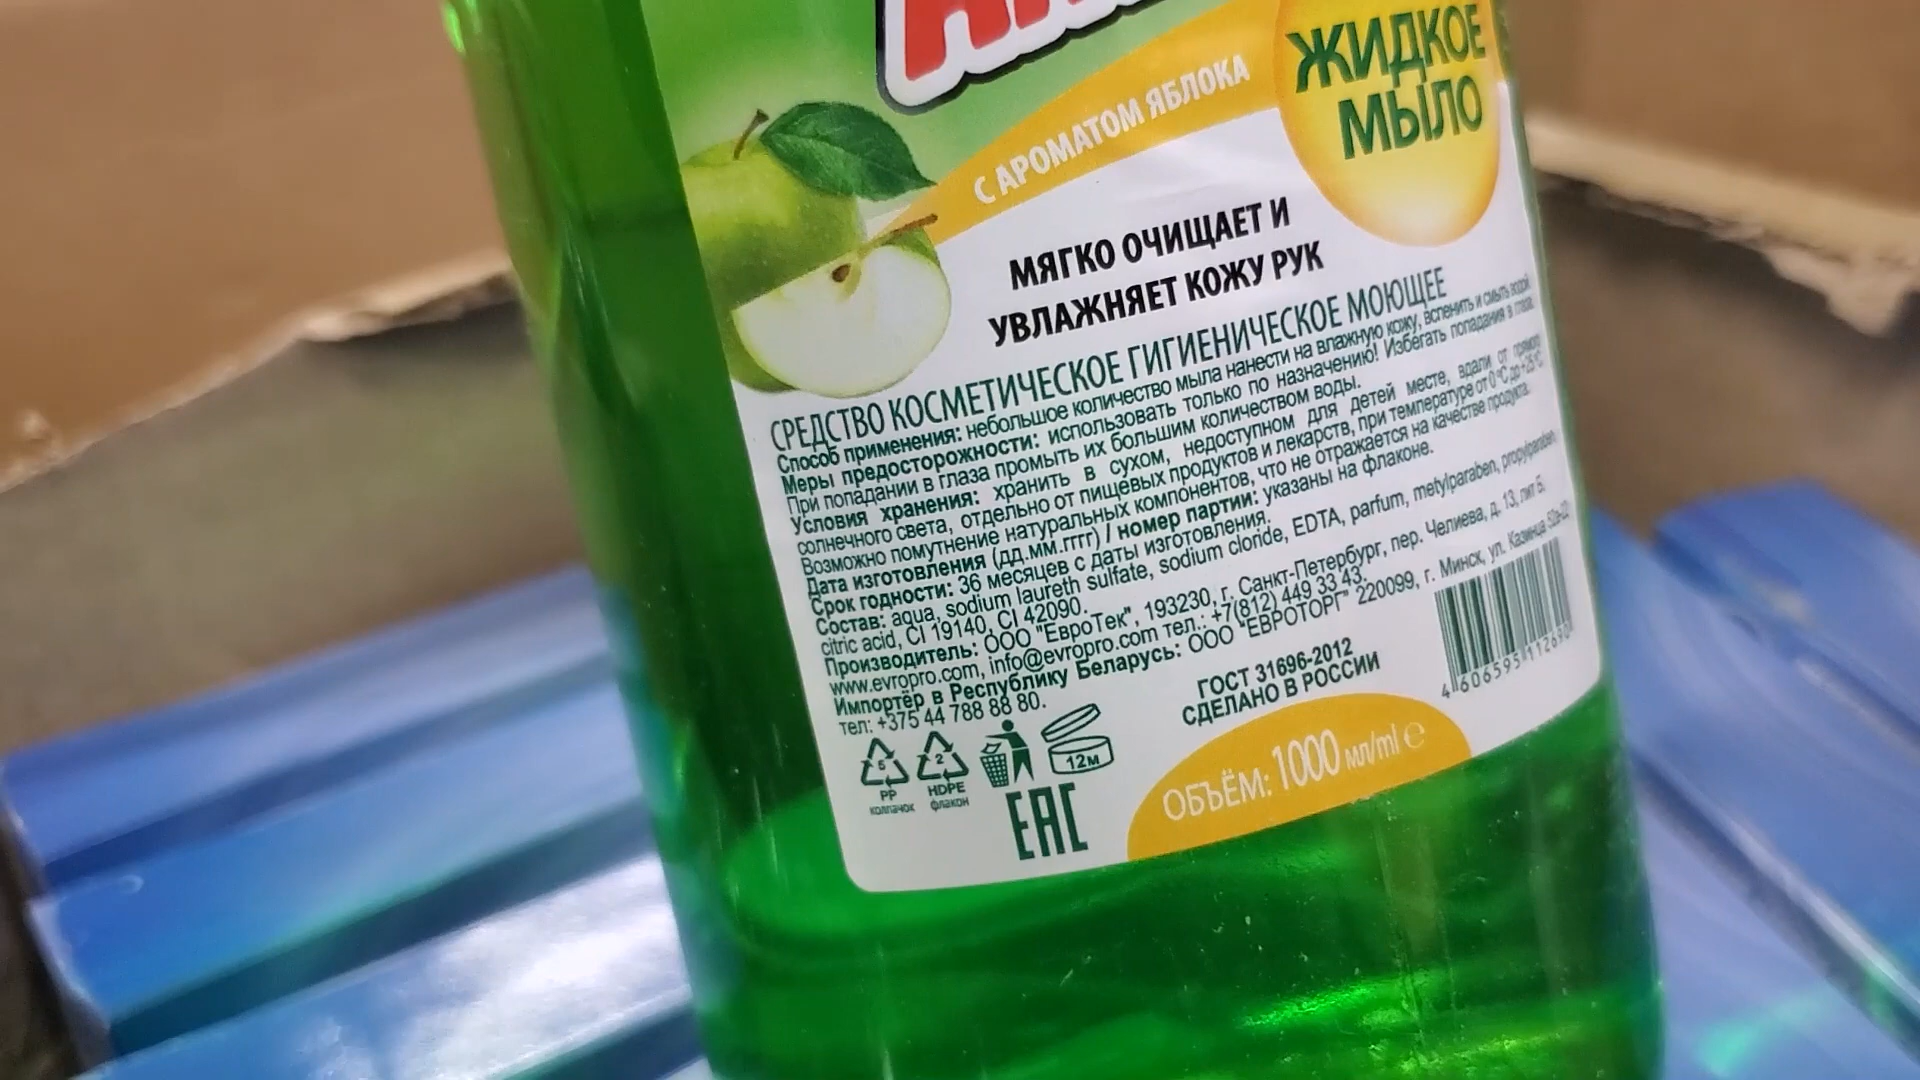 С АРОМАТОМ ЯБЛОКА
ЖИДКОЕ
МЫЛО
МЯГКО ОЧИЩАЕТ И
УВЛАЖНЯЕТ КОЖУ РУК
СРЕДСТВО КОСМЕТИЧЕСКОЕ ГИГИЕНИЧЕСКОЕ МОЮЩЕЕ
Способ применения: небольшое количество мыла нанести на влажную кожу, вспенить и смыть водой.
Меры предосторожности: использовать только по назначению! Избегать попадания в глаза.
При попадании в глаза промыть их большим количеством воды.
Условия хранения: хранить в сухом, недоступном для детей месте, вдали от прямого
солнечного света, отдельно от пищевых продуктов и лекарств, при температуре от 0 °С до +25 °С.
Возможно помутнение натуральных компонентов, что не отражается на качестве продукта.
Дата изготовления (дд.мм.гггг) / номер партии: указаны на флаконе.
Срок годности: 36 месяцев с даты изготовления.
Состав: aqua, sodium laureth sulfate, sodium cloride, EDTA, parfum, metylparaben, propylparaben,
citric acid, CI 19140, CI 42090.
Производитель: ООО "ЕвроТек", 193230, г. Санкт-Петербург, пер. Челиева, д. 13, лит Б,
www.evropro.com, info@evropro.com тел.: +7(812) 449 33 43.
Импортёр в Республику Беларусь: ООО "ЕВРОТОРГ" 220099, г. Минск, ул. Казинца
тел: +375 44 788 88 80.
ГОСТ 31696-2012
СДЕЛАНО В РОССИИ
4 606595 112690
5
PP
колпачок
2
HDPE
флакон
12м
EAC
ОБЪЁМ: 1000 мл/ml e